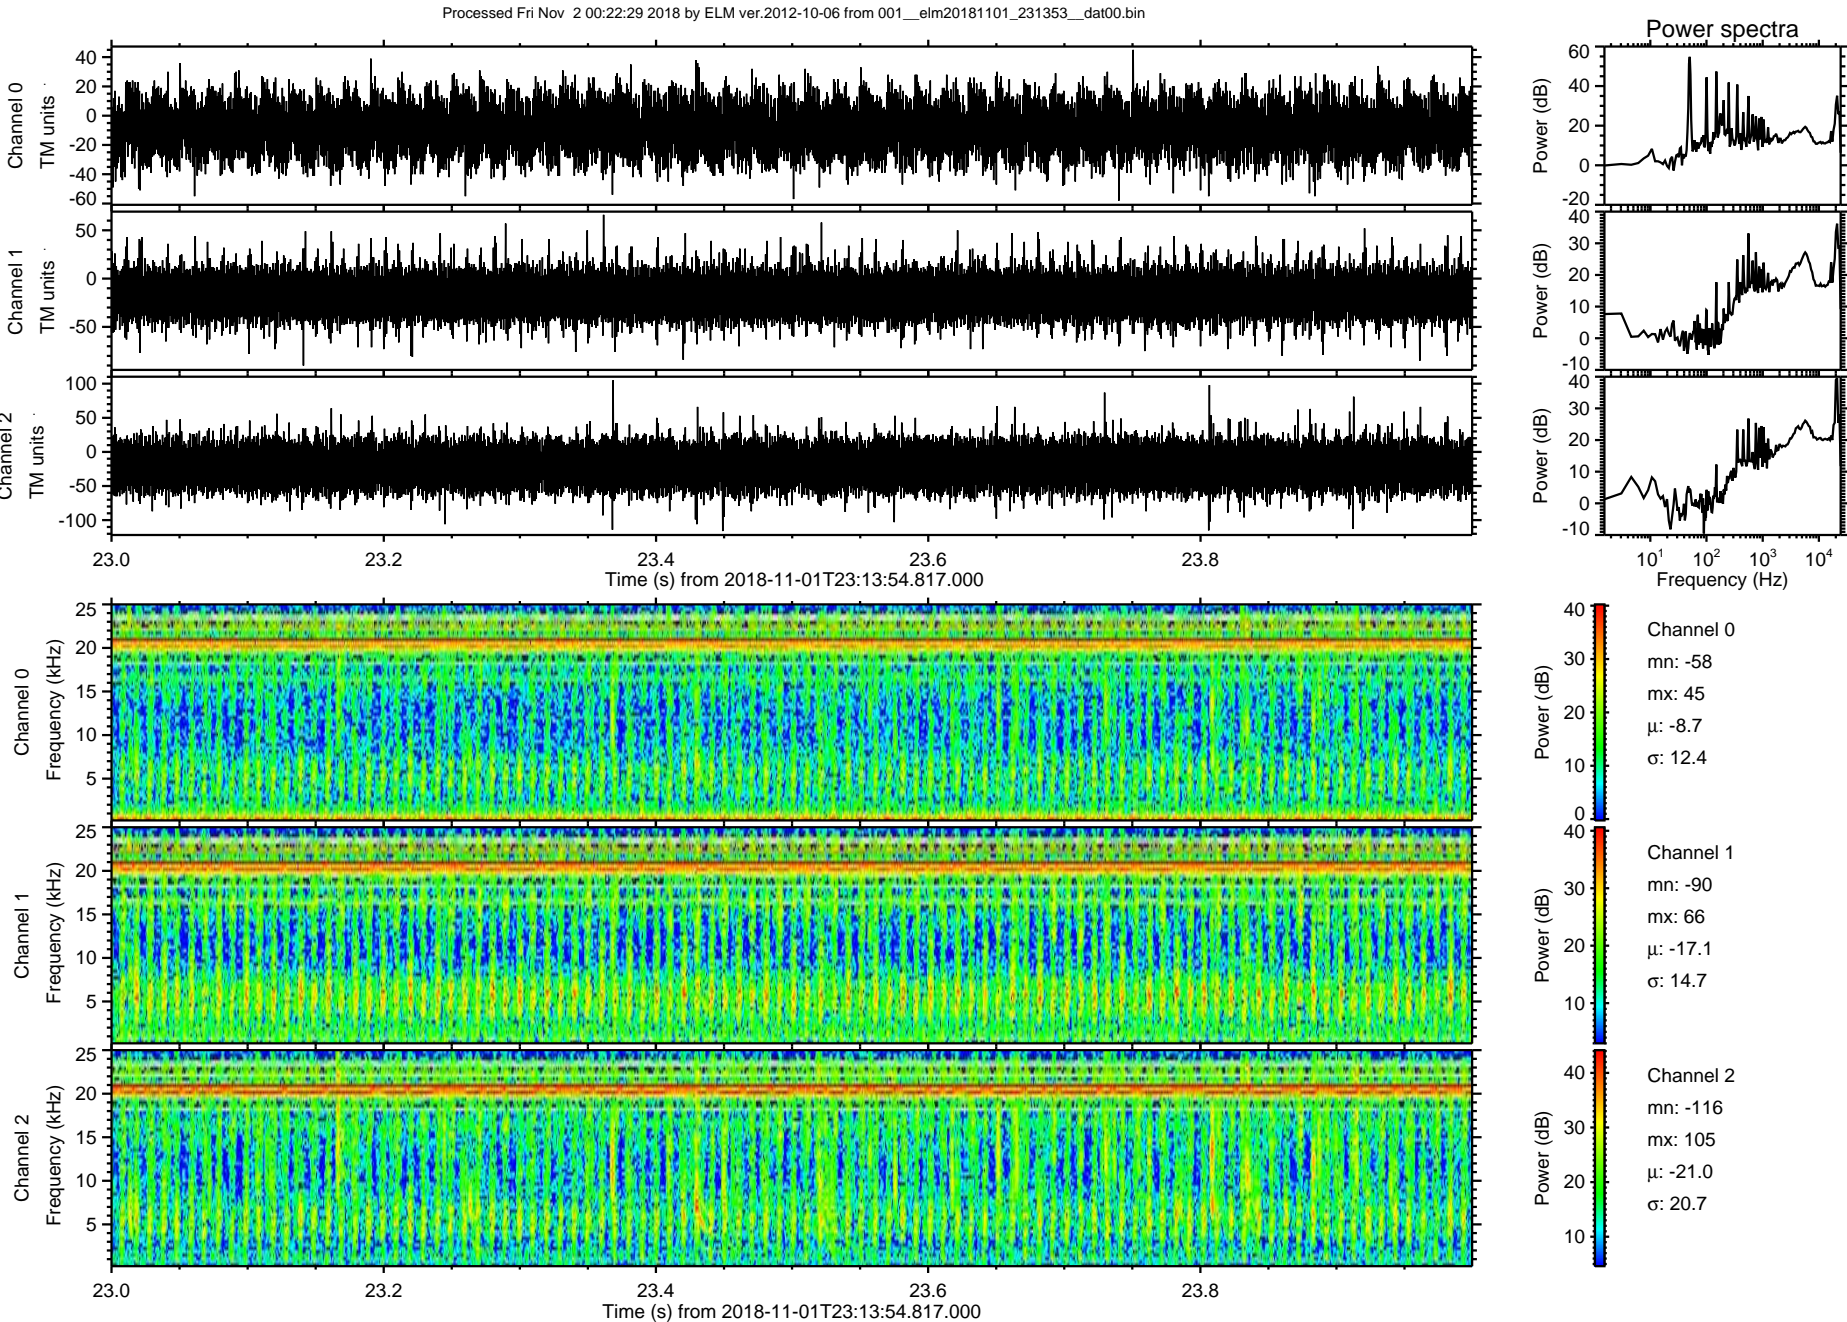 Processed Fri Nov  2 00:22:29 2018 by ELM ver.2012-10-06 from 001__elm20181101_231353__dat00.bin
Power spectra
Channel 0
TM units
40
20
0
-20
-40
-60
Power (dB)
60
40
20
0
-20
Channel 1
TM units
50
0
-50
Power (dB)
40
30
20
10
0
-10
Channel 2
TM units
100
50
0
-50
-100
Power (dB)
40
30
20
10
0
-10
23.0 23.2 23.4 23.6 23.8
Time (s) from 2018-11-01T23:13:54.817.000
10¹ 10² 10³ 10⁴
Frequency (Hz)
Channel 0
Frequency (kHz)
25
20
15
10
5
Power (dB)
40
30
20
10
0
Channel 0
mn: -58
mx: 45
μ: -8.7
σ: 12.4
Channel 1
Frequency (kHz)
25
20
15
10
5
Power (dB)
40
30
20
10
Channel 1
mn: -90
mx: 66
μ: -17.1
σ: 14.7
Channel 2
Frequency (kHz)
25
20
15
10
5
Power (dB)
40
30
20
10
Channel 2
mn: -116
mx: 105
μ: -21.0
σ: 20.7
23.0 23.2 23.4 23.6 23.8
Time (s) from 2018-11-01T23:13:54.817.000